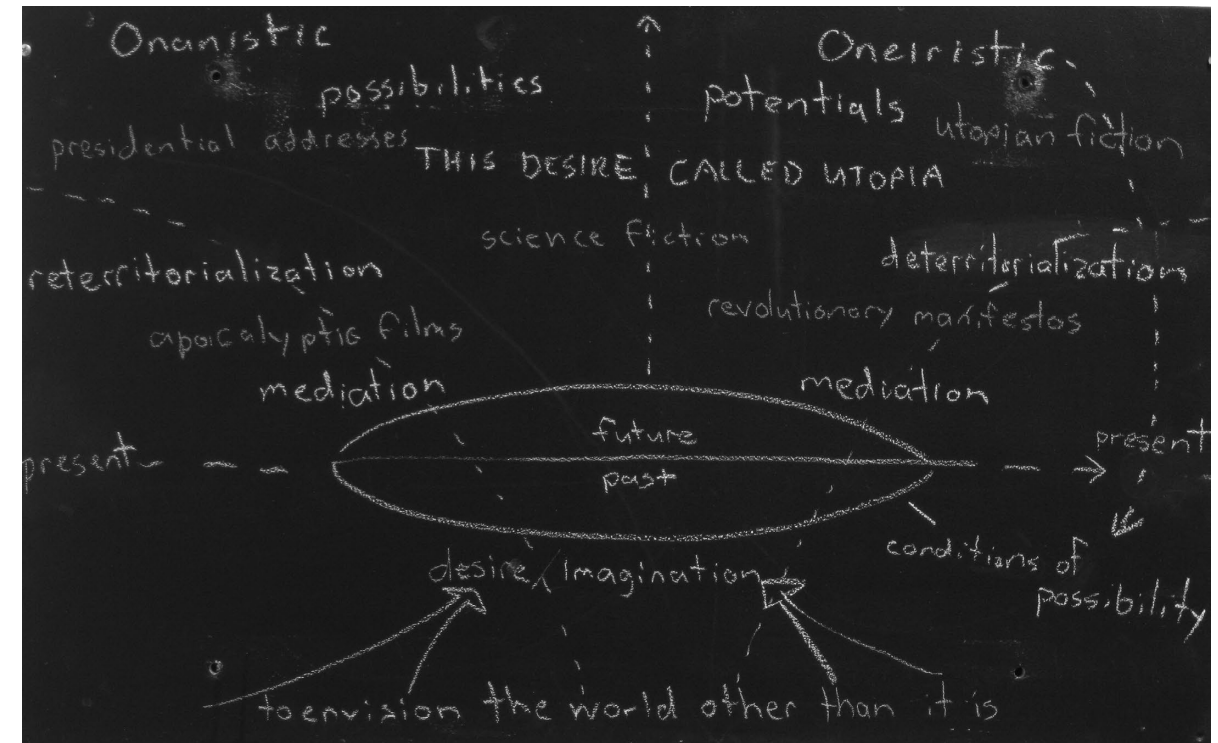 Onanistic
possibilities
presidential addresses
Oneiristic
potentials
utopian fiction
THIS DESIRE CALLED UTOPIA
science fiction
reterritorialization
deterritorialization
apocalyptic films
revolutionary manifestos
mediation
mediation
future
present
present
past
conditions of
possibility
desire/imagination
to envision the world other than it is